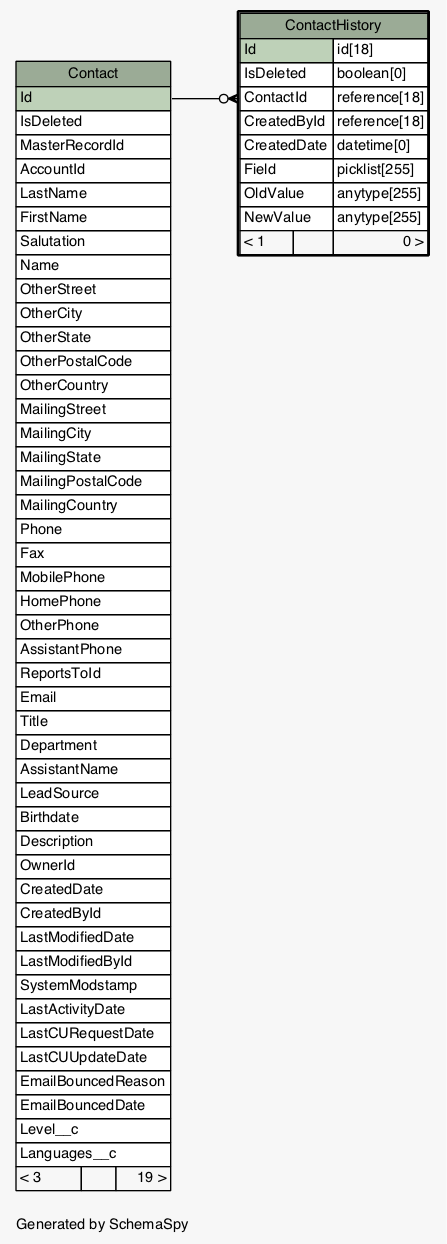 Contact
Id
IsDeleted
MasterRecordId
AccountId
LastName
FirstName
Salutation
Name
OtherStreet
OtherCity
OtherState
OtherPostalCode
OtherCountry
MailingStreet
MailingCity
MailingState
MailingPostalCode
MailingCountry
Phone
Fax
MobilePhone
HomePhone
OtherPhone
AssistantPhone
ReportsToId
Email
Title
Department
AssistantName
LeadSource
Birthdate
Description
OwnerId
CreatedDate
CreatedById
LastModifiedDate
LastModifiedById
SystemModstamp
LastActivityDate
LastCURequestDate
LastCUUpdateDate
EmailBouncedReason
EmailBouncedDate
Level__c
Languages__c
< 3 19 >
ContactHistory
Id id[18]
IsDeleted boolean[0]
ContactId reference[18]
CreatedById reference[18]
CreatedDate datetime[0]
Field picklist[255]
OldValue anytype[255]
NewValue anytype[255]
< 1 0 >
Generated by SchemaSpy